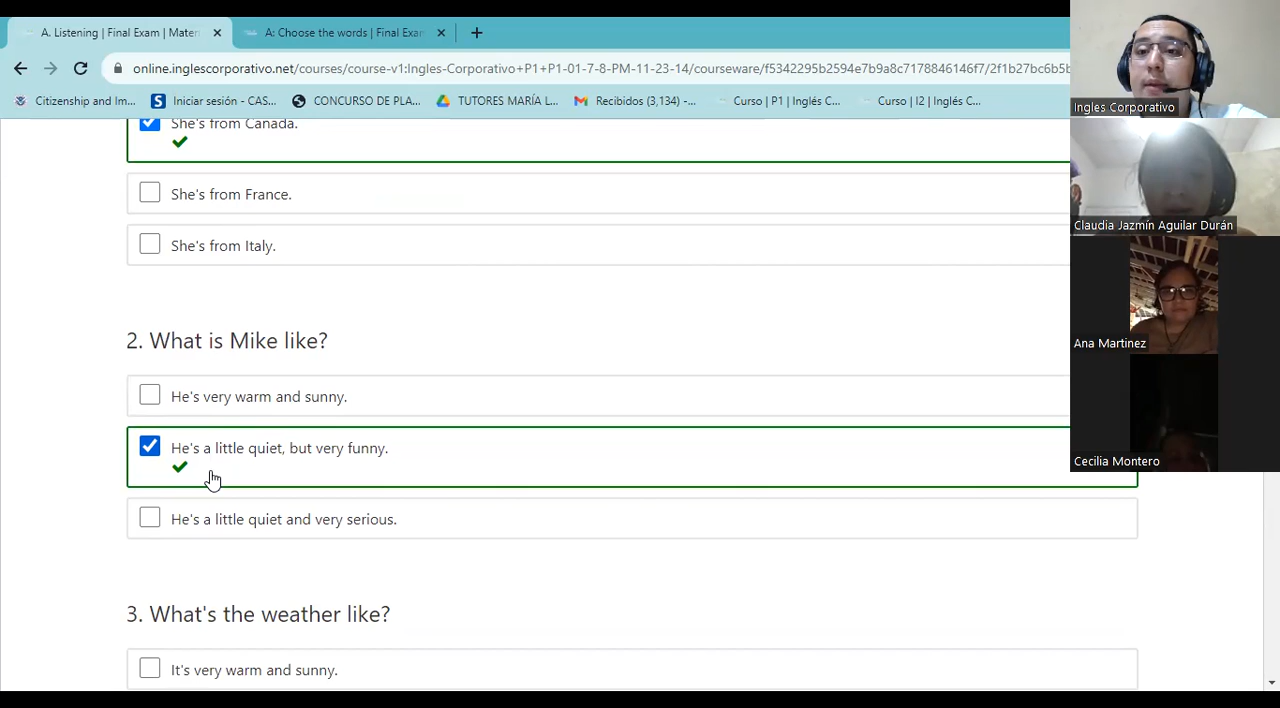 A. Listening | Final Exam | Mater
A: Choose the words | Final Exar
online.inglescorporativo.net/courses/course-v1:Ingles-Corporativo+P1+P1-01-7-8-PM-11-23-14/courseware/f5342295b2594e7b9a8c7178846146f7/2f1b27bc6b5b
Citizenship and Im...
Iniciar sesión - CAS...
CONCURSO DE PLA...
TUTORES MARÍA L...
Recibidos (3,134) -...
Curso | P1 | Inglés C...
Curso | I2 | Inglés C...
Ingles Corporativo
She's from Canada.
She's from France.
Claudia Jazmín Aguilar Durán
She's from Italy.
2. What is Mike like?
Ana Martinez
He's very warm and sunny.
He's a little quiet, but very funny.
Cecilia Montero
He's a little quiet and very serious.
3. What's the weather like?
It's very warm and sunny.